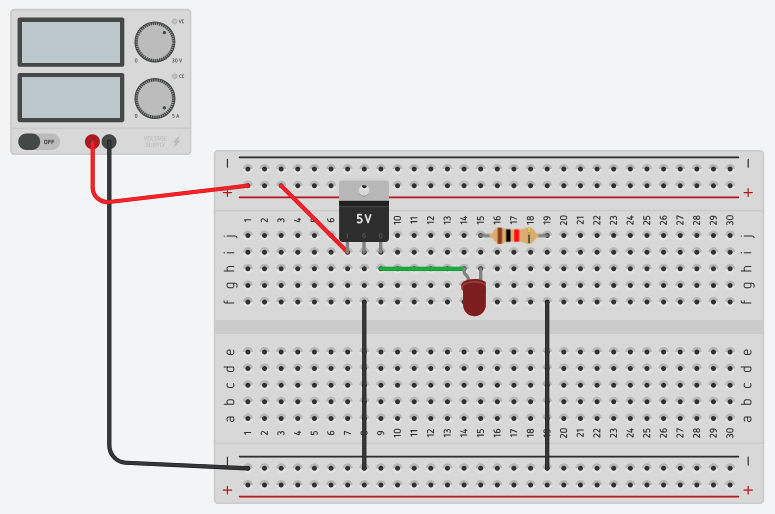 VC
0 30 V
CC
0 5 A
OFF
VOLTAGE
SUPPLY
− −
+ +
5V
I G O
1 2 3 4 5 6 10 11 12 13 14 15 16 17 18 19 20 21 22 23 24 25 26 27 28 29 30
j j
i i
h h
g g
f f
e e
d d
c c
b b
a a
1 2 3 4 5 6 7 8 9 10 11 12 13 14 15 16 17 18 19 20 21 22 23 24 25 26 27 28 29 30
− −
+ +